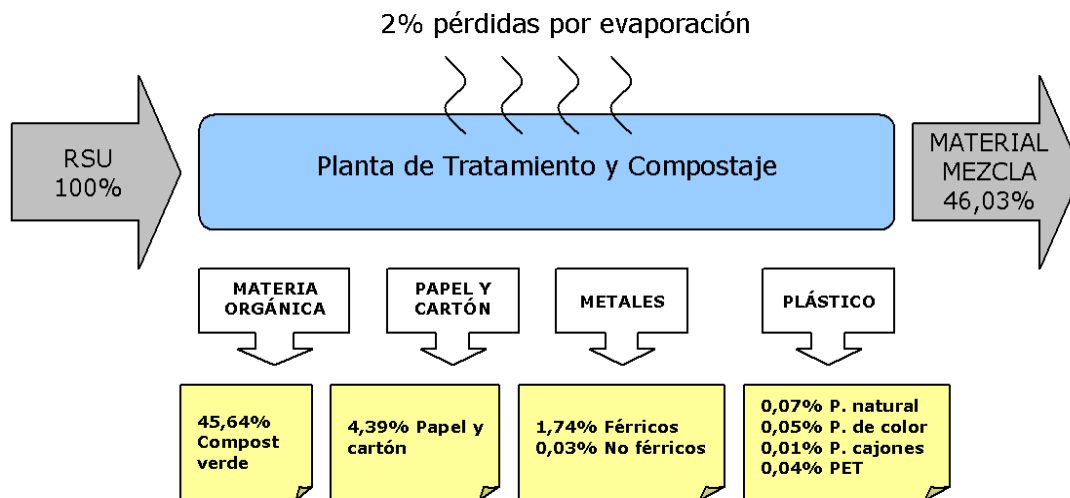 2% pérdidas por evaporación
RSU
100%
Planta de Tratamiento y Compostaje
MATERIAL
MEZCLA
46,03%
MATERIA
ORGÁNICA
PAPEL Y
CARTÓN
METALES
PLÁSTICO
45,64%
Compost
verde
4,39% Papel y
cartón
1,74% Férricos
0,03% No férricos
0,07% P. natural
0,05% P. de color
0,01% P. cajones
0,04% PET